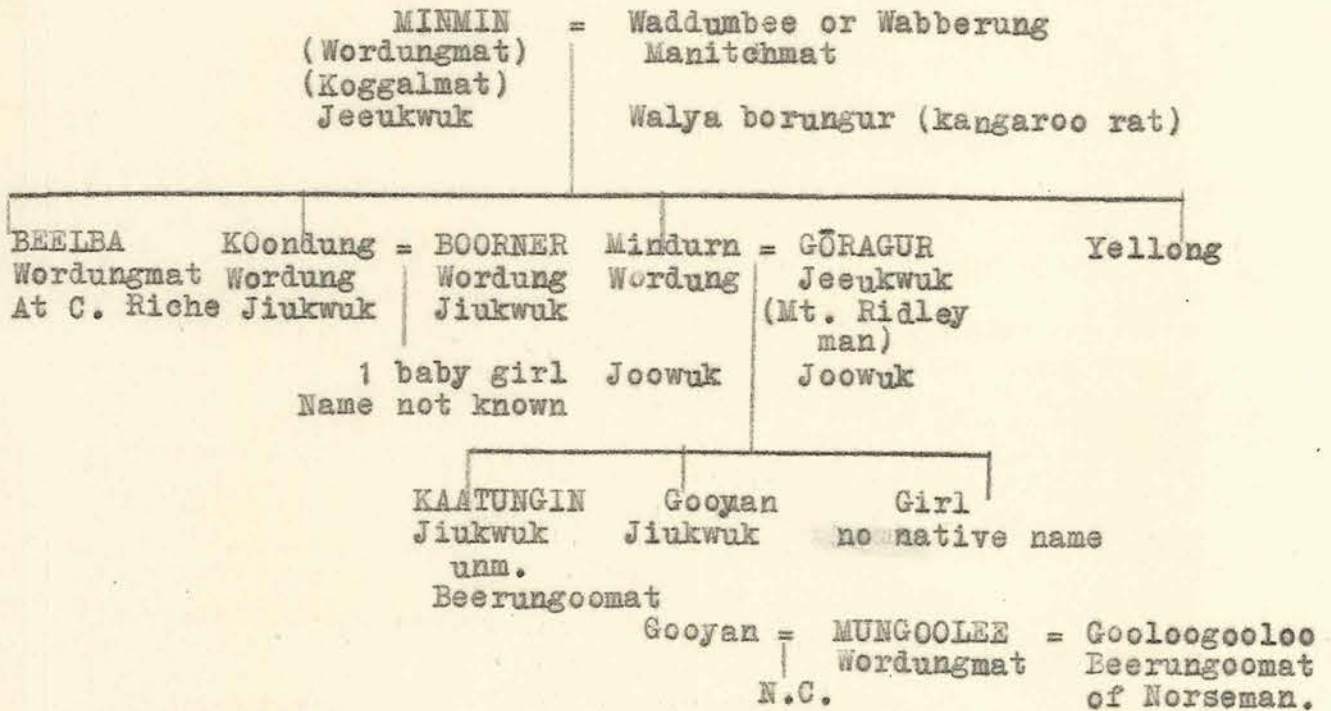 MINMIN = Waddumbee or Wabberung
(Wordungmat) Manitchmat
(Koggalmat)
Jeeukwuk Walya borungur (kangaroo rat)
BEELBA KOondung = BOORNER Mindurn = GŌRAGUR Yellong
Wordungmat Wordung Wordung Wordung Jeeukwuk
At C. Riche Jiukwuk Jiukwuk (Mt. Ridley
man)
1 baby girl Joowuk Joowuk
Name not known
KAATUNGIN Gooyan Girl
Jiukwuk Jiukwuk no native name
unm.
Beerungoomat
Gooyan = MUNGOOLEE = Gooloogooloo
Wordungmat Beerungoomat
N.C. of Norseman.